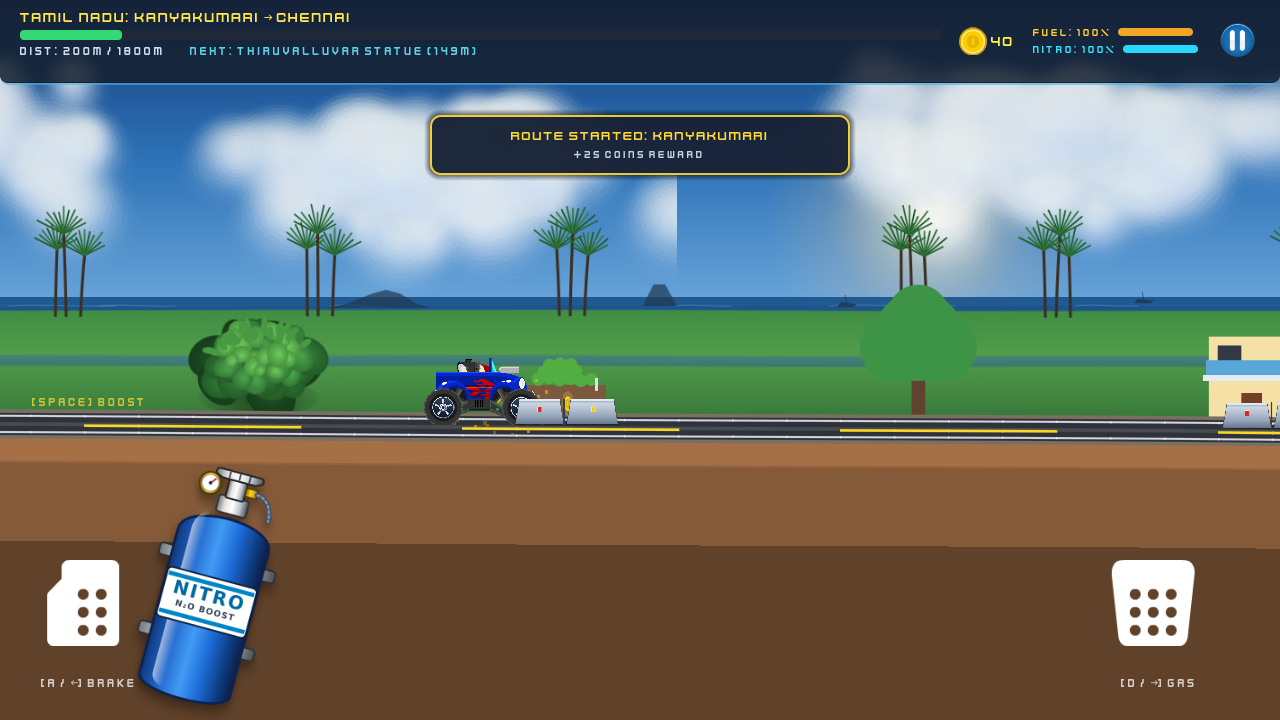 TAMIL NADU: KANYAKUMARI → CHENNAI
DIST: 200M / 1800M
NEXT: THIRUVALLUVAR STATUE (149M)
40
FUEL: 100%
NITRO: 100%
ROUTE STARTED: KANYAKUMARI
+25 COINS REWARD
[SPACE] BOOST
NITRO
N₂O BOOST
[A / ←] BRAKE
[D / →] GAS